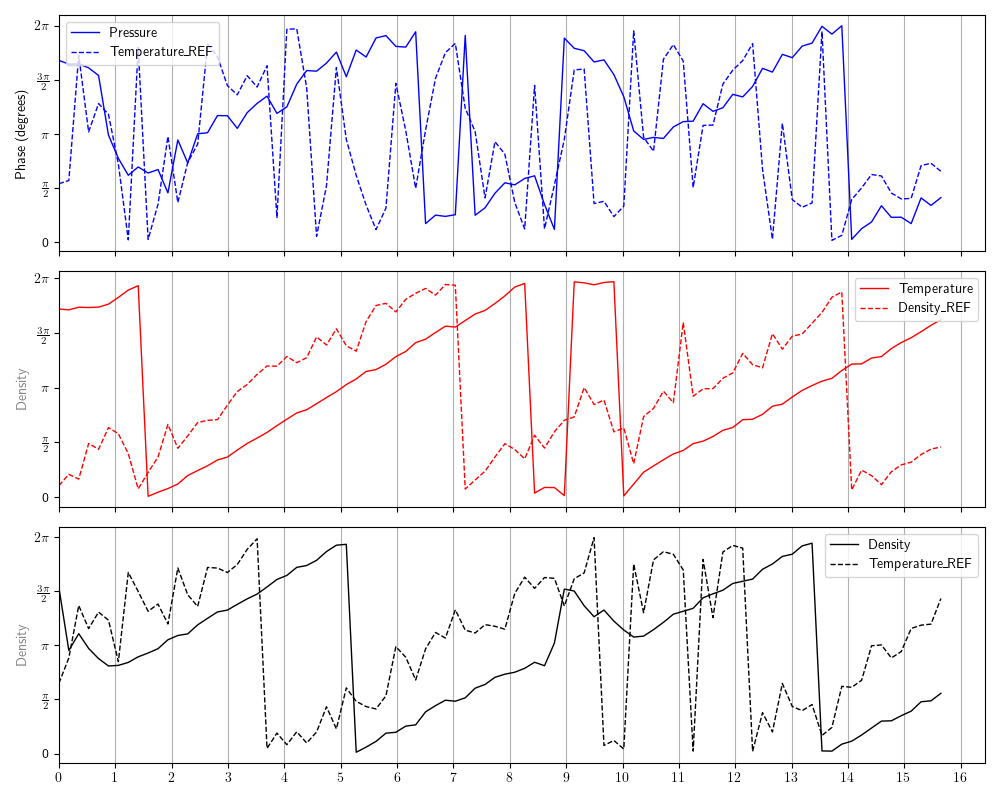 2π
3π/2
π
π/2
0
Phase (degrees)
Pressure
Temperature_REF
2π
3π/2
π
π/2
0
Density
Temperature
Density_REF
2π
3π/2
π
π/2
0
Density
Density
Temperature_REF
0 1 2 3 4 5 6 7 8 9 10 11 12 13 14 15 16